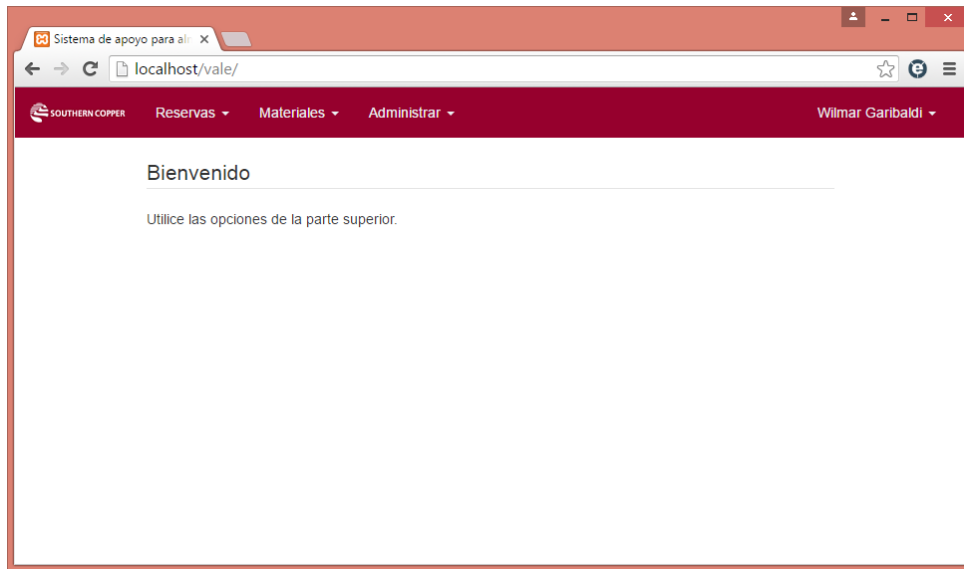 Sistema de apoyo para alm
localhost/vale/
SOUTHERN COPPER Reservas Materiales Administrar Wilmar Garibaldi
Bienvenido
Utilice las opciones de la parte superior.